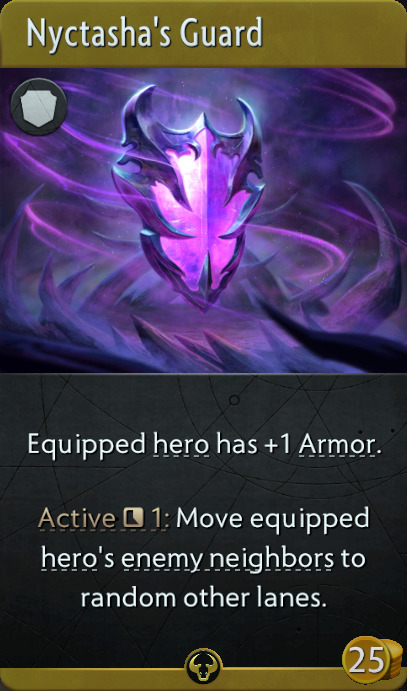 Nyctasha's Guard
Equipped hero has +1 Armor.
Active 1: Move equipped
hero's enemy neighbors to
random other lanes.
25